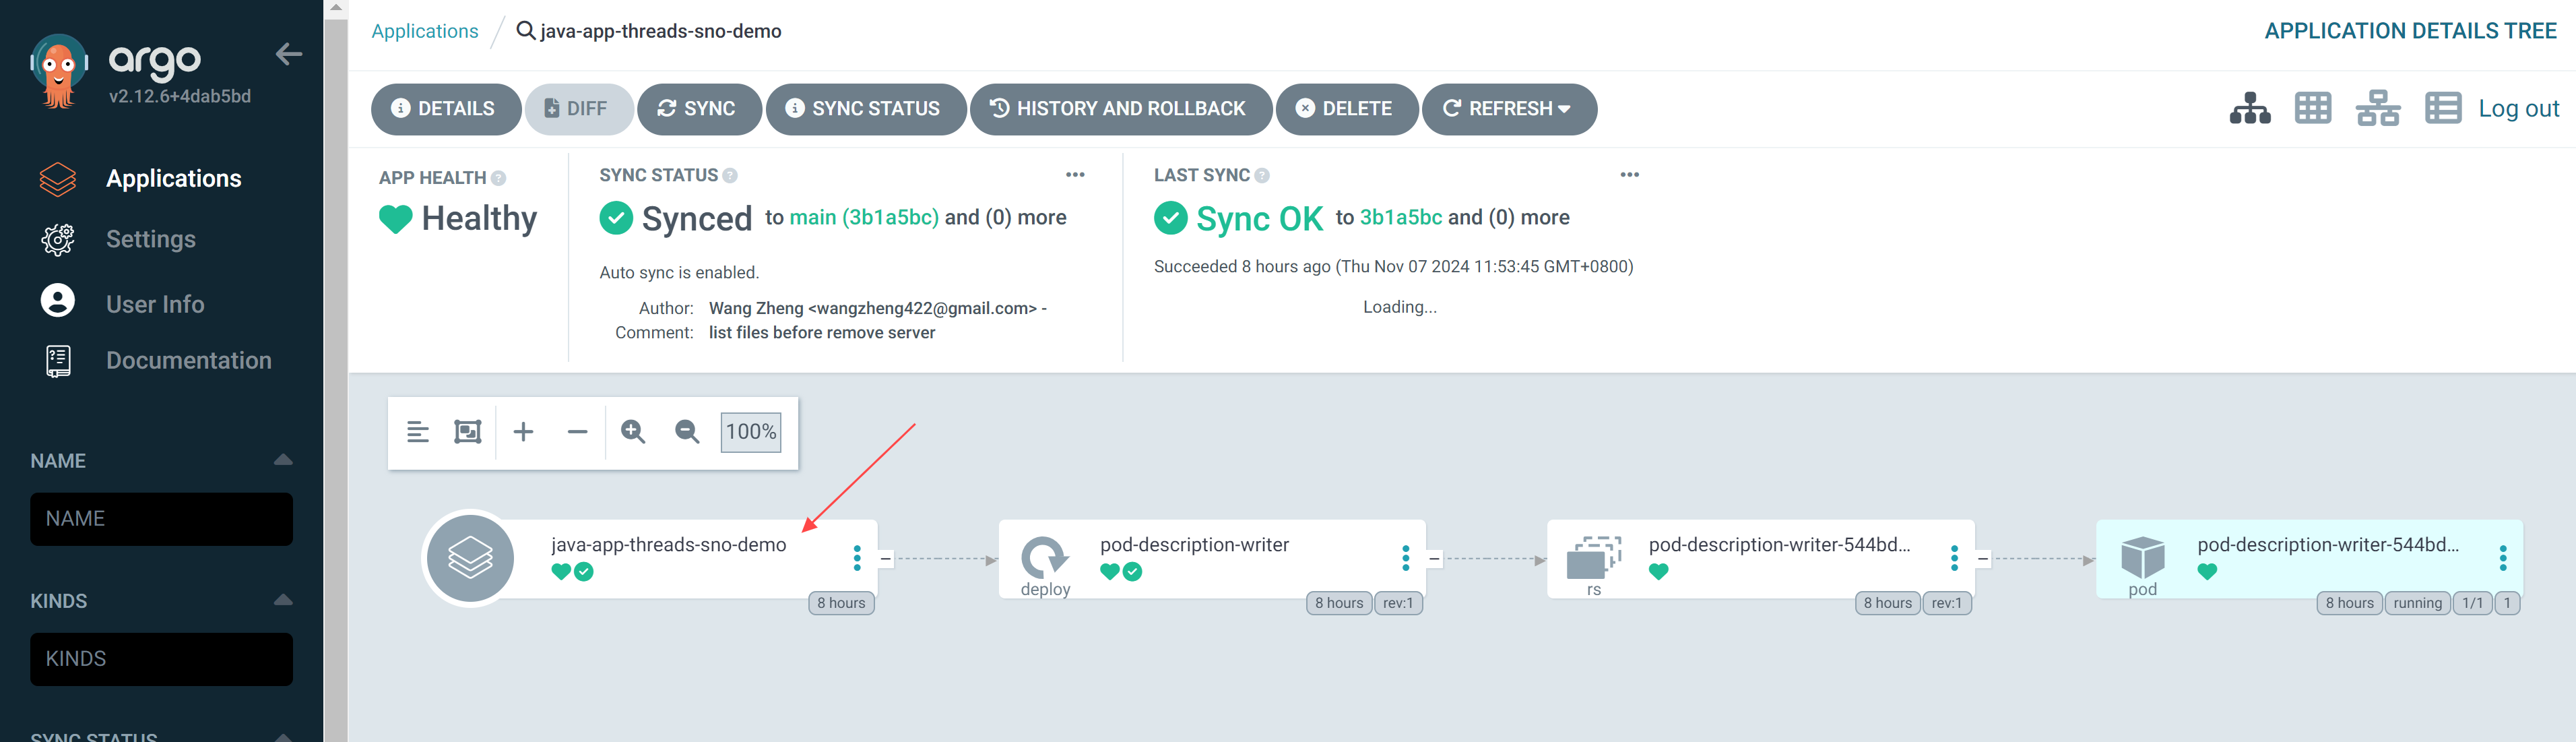 argo
v2.12.6+4dab5bd
Applications
Settings
User Info
Documentation
NAME
NAME
KINDS
KINDS
SYNC STATUS
Applications / java-app-threads-sno-demo
APPLICATION DETAILS TREE
DETAILS DIFF SYNC SYNC STATUS HISTORY AND ROLLBACK DELETE REFRESH
Log out
APP HEALTH
Healthy
SYNC STATUS
Synced to main (3b1a5bc) and (0) more
Auto sync is enabled.
Author: Wang Zheng <wangzheng422@gmail.com> -
Comment: list files before remove server
LAST SYNC
Sync OK to 3b1a5bc and (0) more
Succeeded 8 hours ago (Thu Nov 07 2024 11:53:45 GMT+0800)
Loading...
100%
java-app-threads-sno-demo
8 hours
deploy
pod-description-writer
8 hours rev:1
rs
pod-description-writer-544bd...
8 hours rev:1
pod
pod-description-writer-544bd...
8 hours running 1/1 1